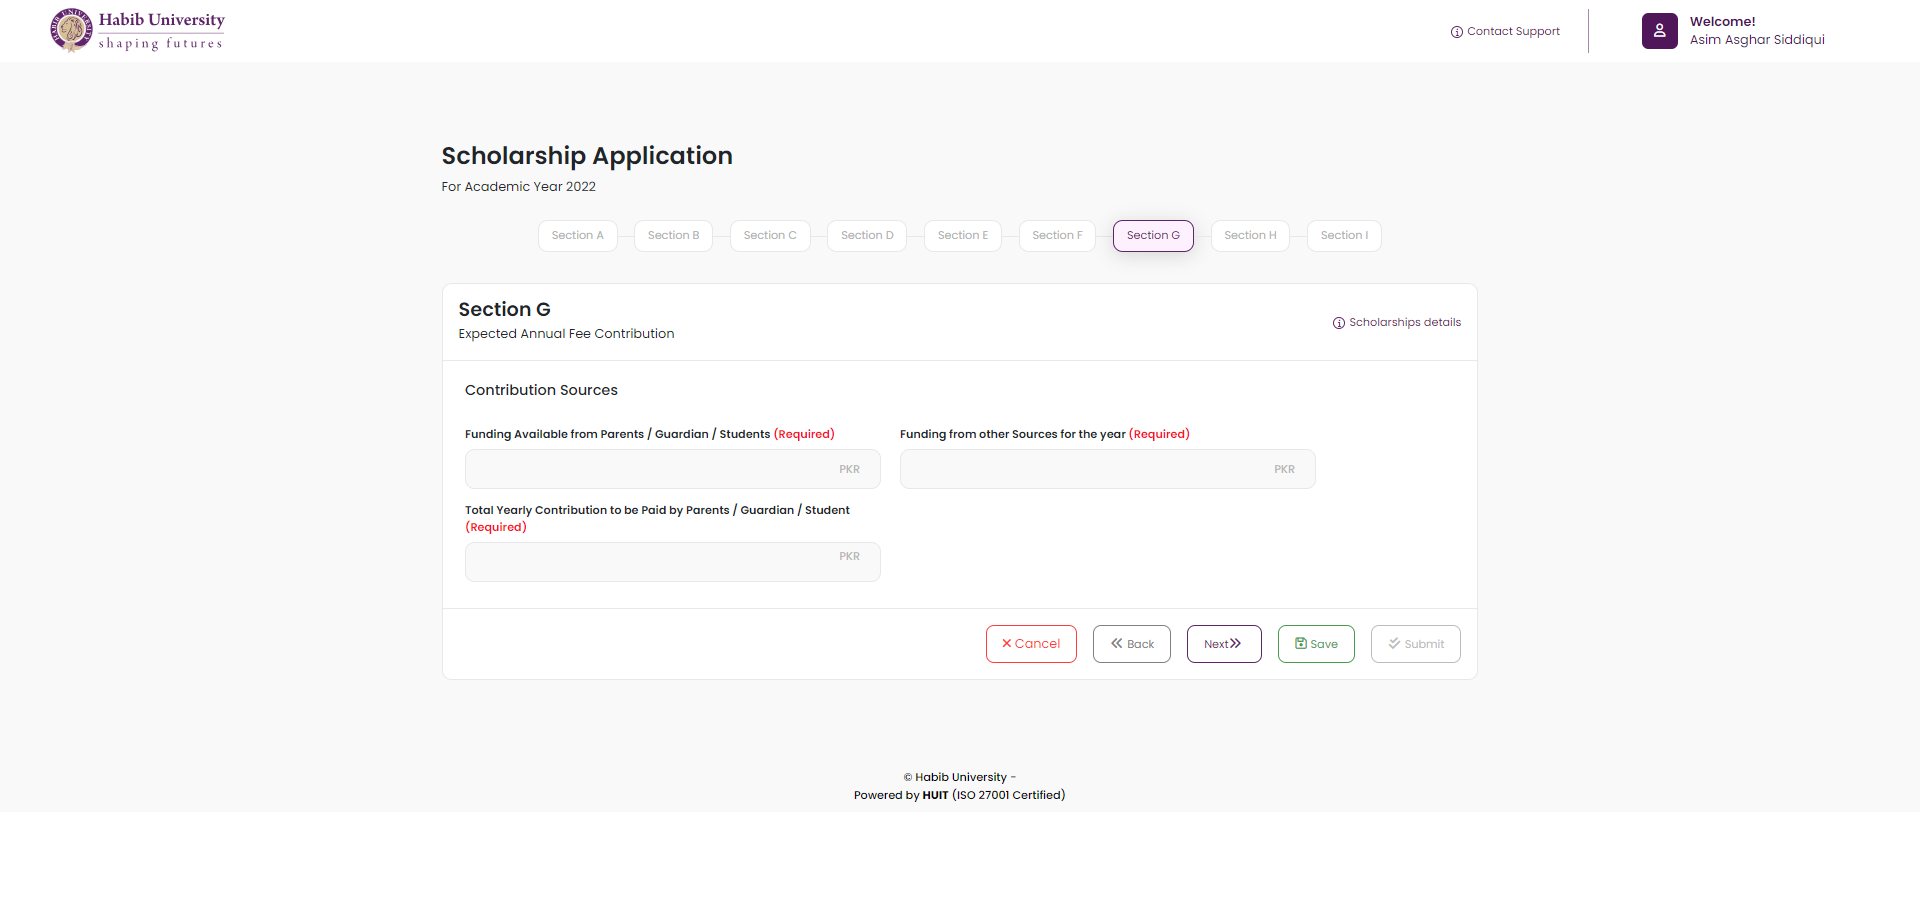 Habib University
shaping futures
Contact Support
Welcome!
Asim Asghar Siddiqui
Scholarship Application
For Academic Year 2022
Section A
Section B
Section C
Section D
Section E
Section F
Section G
Section H
Section I
Section G
Expected Annual Fee Contribution
Scholarships details
Contribution Sources
Funding Available from Parents / Guardian / Students (Required)
PKR
Funding from other Sources for the year (Required)
PKR
Total Yearly Contribution to be Paid by Parents / Guardian / Student
(Required)
PKR
Cancel
Back
Next
Save
Submit
© Habib University -
Powered by HUIT (ISO 27001 Certified)